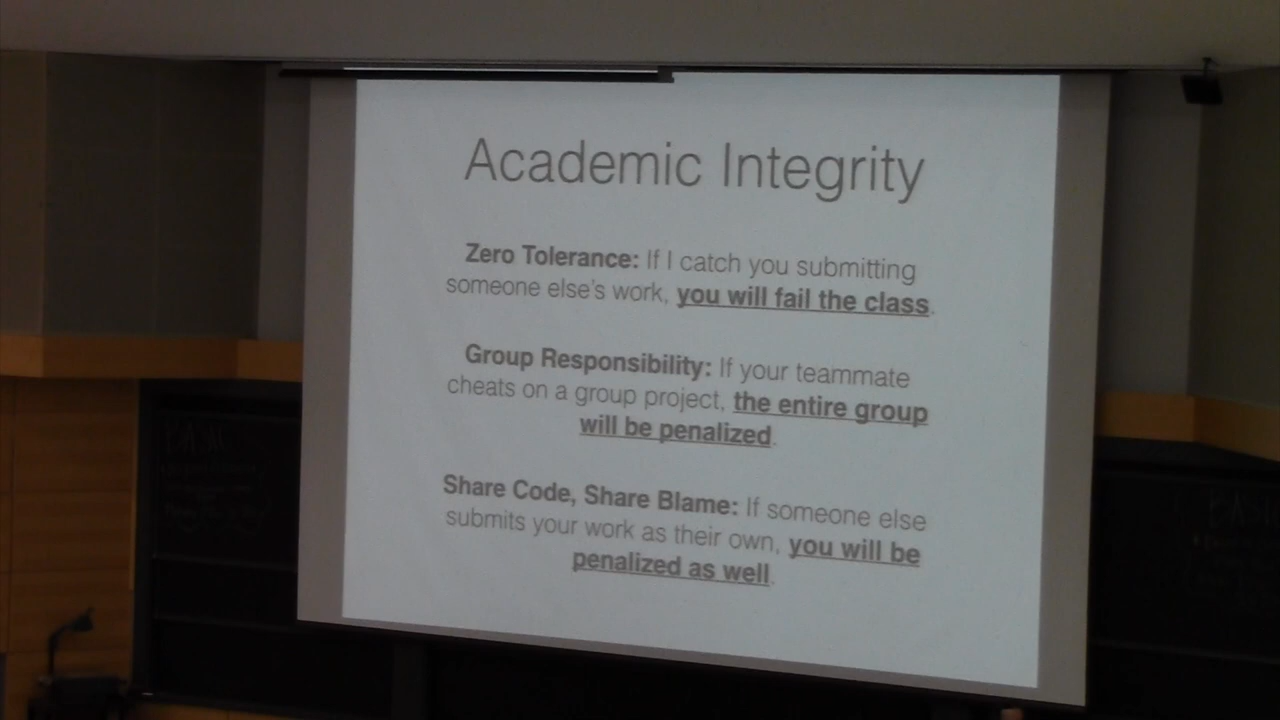 Academic Integrity
Zero Tolerance: If I catch you submitting
someone else's work, you will fail the class.
Group Responsibility: If your teammate
cheats on a group project, the entire group
will be penalized.
Share Code, Share Blame: If someone else
submits your work as their own, you will be
penalized as well.